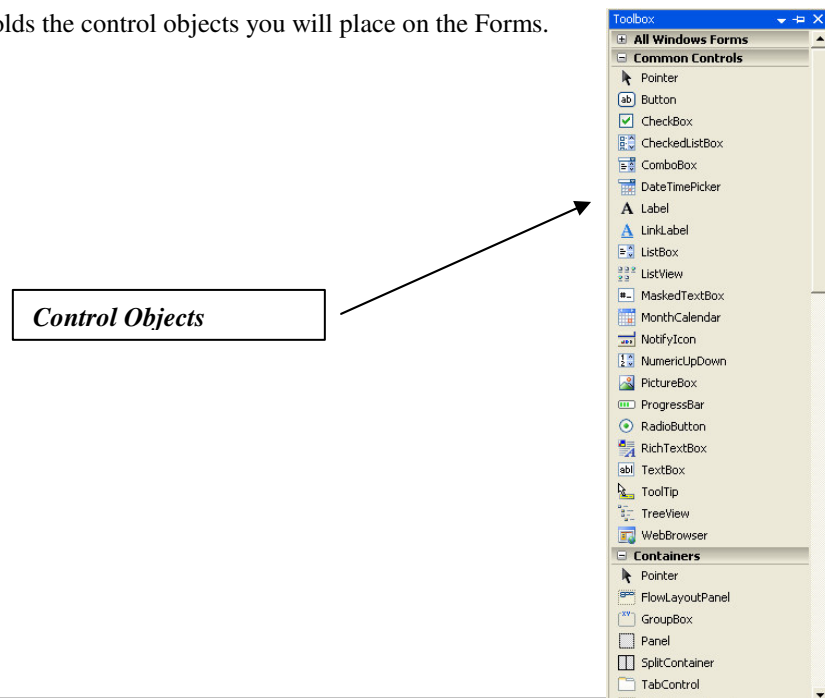 holds the control objects you will place on the Forms.
Control Objects
Toolbox
All Windows Forms
Common Controls
Pointer
Button
CheckBox
CheckedListBox
ComboBox
DateTimePicker
Label
LinkLabel
ListBox
ListView
MaskedTextBox
MonthCalendar
NotifyIcon
NumericUpDown
PictureBox
ProgressBar
RadioButton
RichTextBox
TextBox
ToolTip
TreeView
WebBrowser
Containers
Pointer
FlowLayoutPanel
GroupBox
Panel
SplitContainer
TabControl